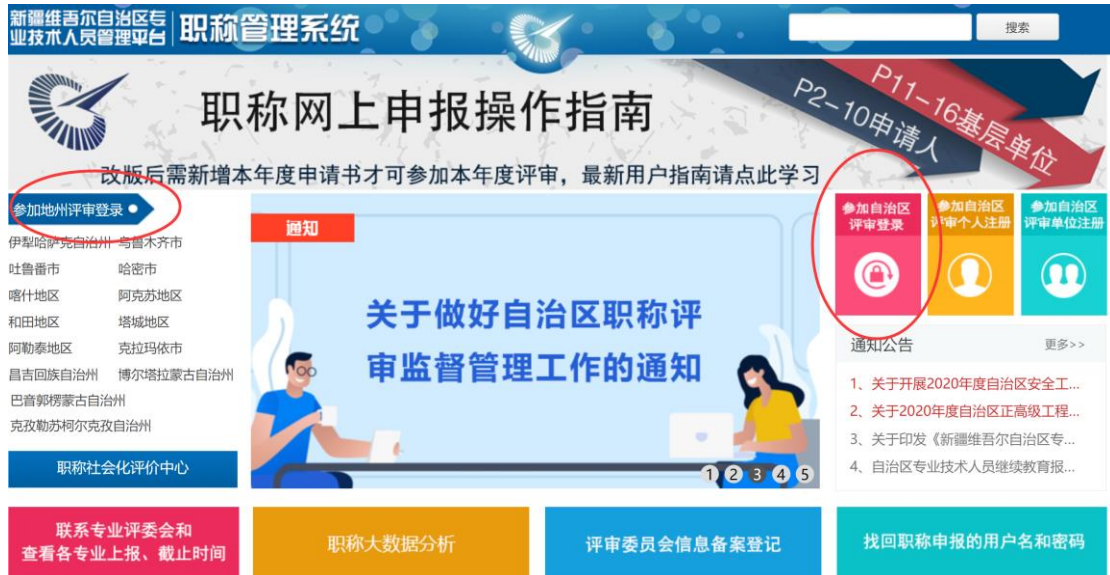 新疆维吾尔自治区专
业技术人员管理平台
职称管理系统
搜索
职称网上申报操作指南
P2-10申请人
P11-16基层单位
改版后需新增本年度申请书才可参加本年度评审，最新用户指南请点此学习
参加地州评审登录
伊犁哈萨克自治州 乌鲁木齐市
吐鲁番市 哈密市
喀什地区 阿克苏地区
和田地区 塔城地区
阿勒泰地区 克拉玛依市
昌吉回族自治州 博尔塔拉蒙古自治州
巴音郭楞蒙古自治州
克孜勒苏柯尔克孜自治州
职称社会化评价中心
通知
关于做好自治区职称评
审监督管理工作的通知
1 2 3 4 5
参加自治区
评审登录
参加自治区
评审个人注册
参加自治区
评审单位注册
通知公告 更多>>
1、关于开展2020年度自治区安全工...
2、关于2020年度自治区正高级工程...
3、关于印发《新疆维吾尔自治区专...
4、自治区专业技术人员继续教育报...
联系专业评委会和
查看各专业上报、截止时间
职称大数据分析
评审委员会信息备案登记
找回职称申报的用户名和密码